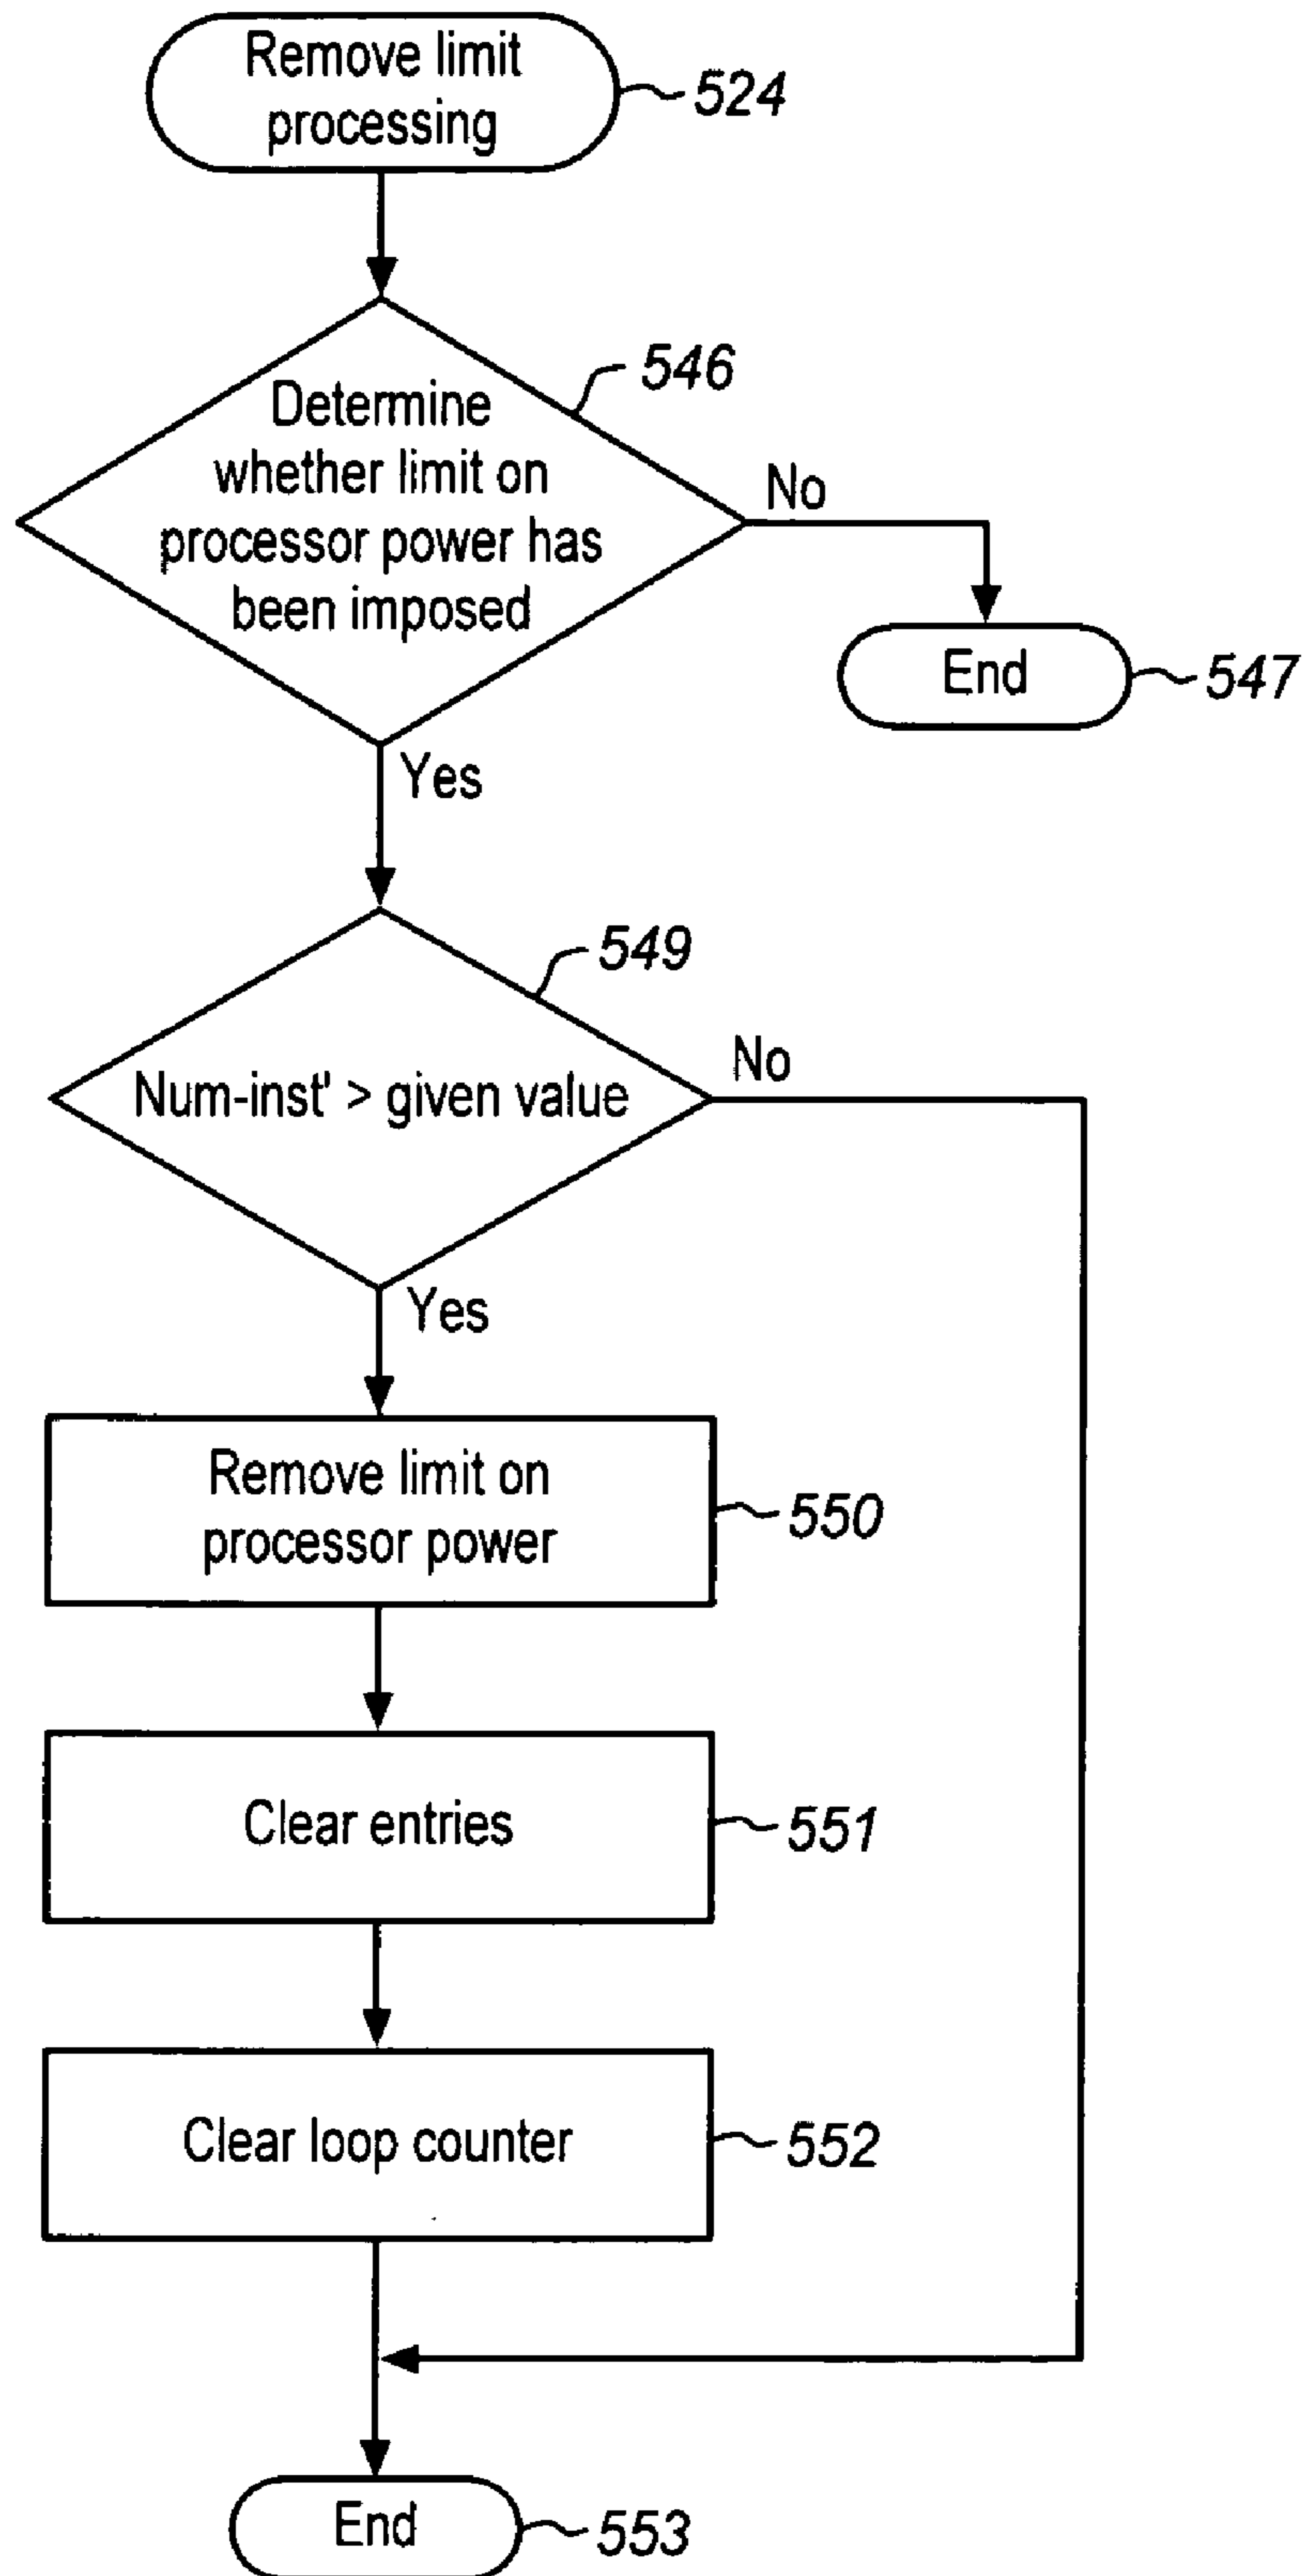 Remove limit
processing
524
Determine
whether limit on
processor power has
been imposed
546
No
End
547
Yes
549
Num-inst' > given value
No
Yes
Remove limit on
processor power
550
Clear entries
551
Clear loop counter
552
End
553